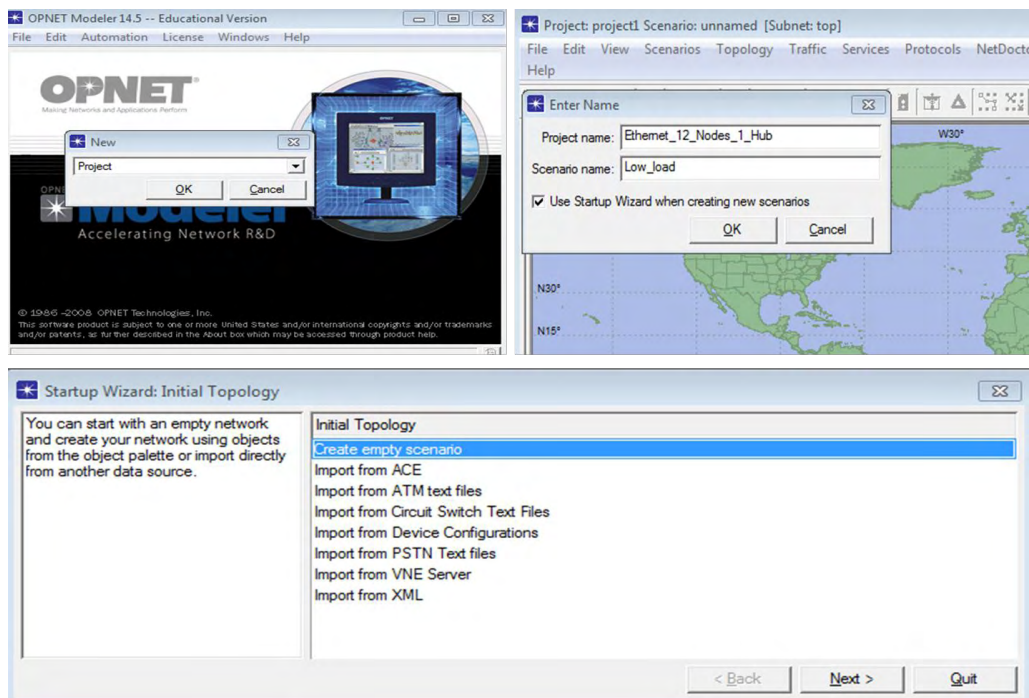 OPNET Modeler 14.5 -- Educational Version
File Edit Automation License Windows Help
OPNET
Making Networks and Applications Perform
New
Project
OK Cancel
Modeler
Accelerating Network R&D
© 1986-2008 OPNET Technologies, Inc.
This software product is subject to one or more United States and/or international copyrights and/or trademarks
and/or patents, as further described in the About box which may be accessed through product help.
Project: project1 Scenario: unnamed [Subnet: top]
File Edit View Scenarios Topology Traffic Services Protocols NetDocto
Help
Enter Name
Project name: Ethernet_12_Nodes_1_Hub
Scenario name: Low_load
Use Startup Wizard when creating new scenarios
OK Cancel
W30°
N30°
N15°
Startup Wizard: Initial Topology
You can start with an empty network
and create your network using objects
from the object palette or import directly
from another data source.
Initial Topology
Create empty scenario
Import from ACE
Import from ATM text files
Import from Circuit Switch Text Files
Import from Device Configurations
Import from PSTN Text files
Import from VNE Server
Import from XML
< Back Next > Quit